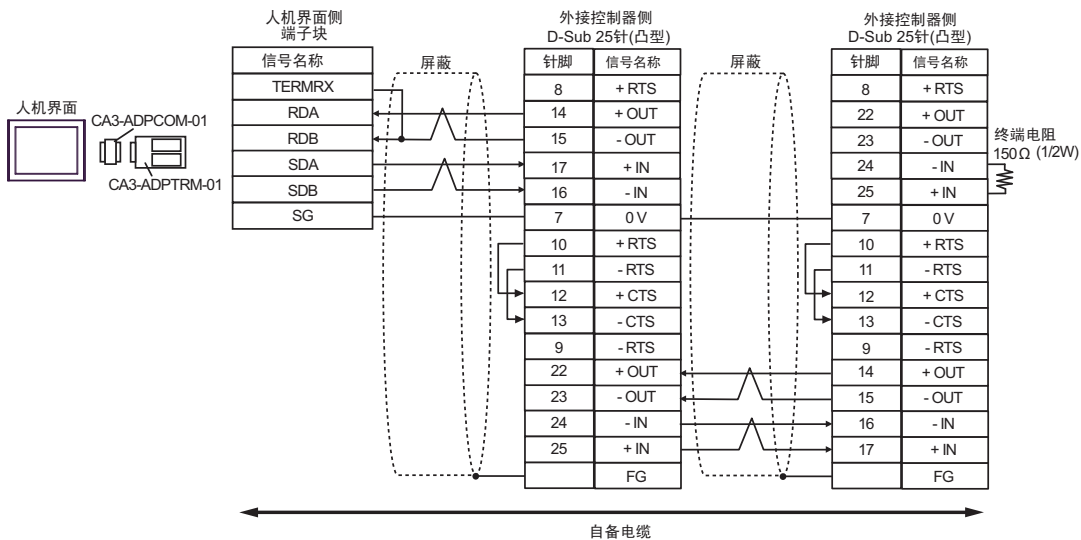 人机界面
CA3-ADPCOM-01
CA3-ADPTRM-01
人机界面侧
端子块
信号名称
TERMRX
RDA
RDB
SDA
SDB
SG
屏蔽
外接控制器侧
D-Sub 25针(凸型)
针脚 信号名称
8 + RTS
14 + OUT
15 - OUT
17 + IN
16 - IN
7 0 V
10 + RTS
11 - RTS
12 + CTS
13 - CTS
9 - RTS
22 + OUT
23 - OUT
24 - IN
25 + IN
FG
屏蔽
外接控制器侧
D-Sub 25针(凸型)
针脚 信号名称
8 + RTS
22 + OUT
23 - OUT
24 - IN
25 + IN
7 0 V
10 + RTS
11 - RTS
12 + CTS
13 - CTS
9 - RTS
14 + OUT
15 - OUT
16 - IN
17 + IN
FG
终端电阻
150Ω (1/2W)
自备电缆